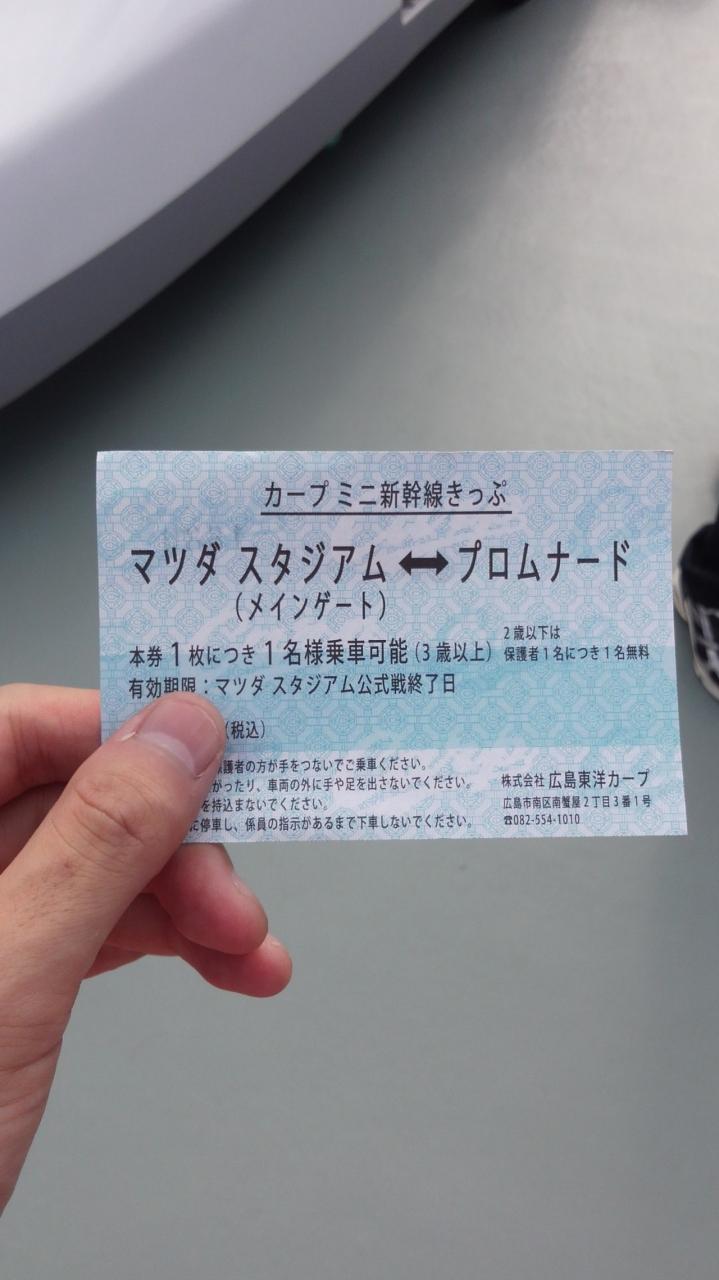 カープ ミニ新幹線きっぷ
マツダ スタジアム ⬌ プロムナード
（メインゲート）
本券1枚につき1名様乗車可能（3歳以上） 2歳以下は
保護者1名につき1名無料
有効期限：マツダ スタジアム公式戦終了日
（税込）
護者の方が手をつないでご乗車ください。
がったり、車両の外に手や足を出さないでください。
を持込まないでください。
に停車し、係員の指示があるまで下車しないでください。
株式会社 広島東洋カープ
広島市南区南蟹屋2丁目3番1号
☎082-554-1010